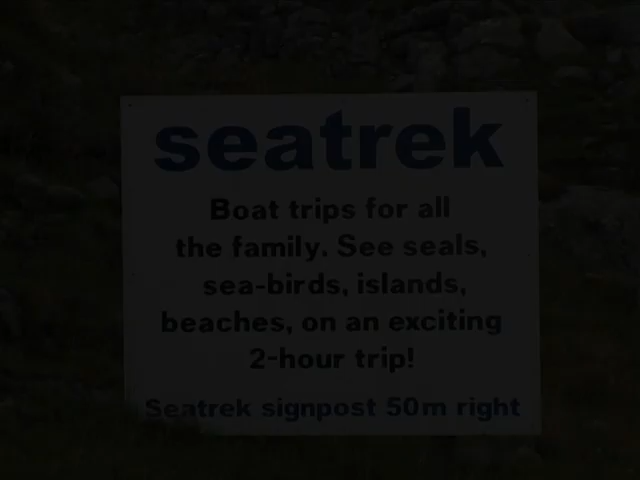 seatrek
Boat trips for all
the family. See seals,
sea-birds, islands,
beaches, on an exciting
2-hour trip!
Seatrek signpost 50m right